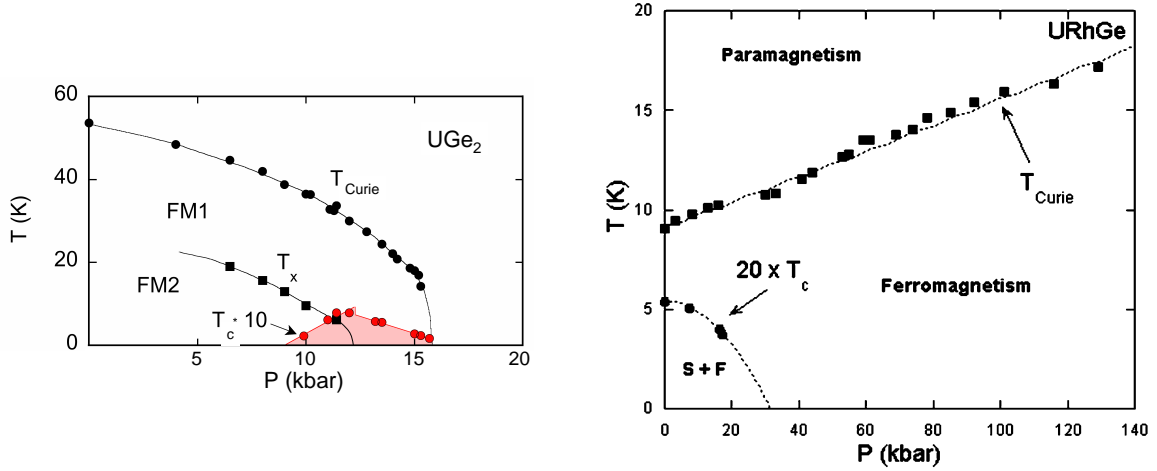 60
40
20
0
5
10
15
20
T (K)
P (kbar)
UGe2
TCurie
FM1
Tx
FM2
Tc* 10
20
15
10
5
0
0
20
40
60
80
100
120
140
T (K)
P (kbar)
URhGe
Paramagnetism
TCurie
20 x Tc
Ferromagnetism
S + F